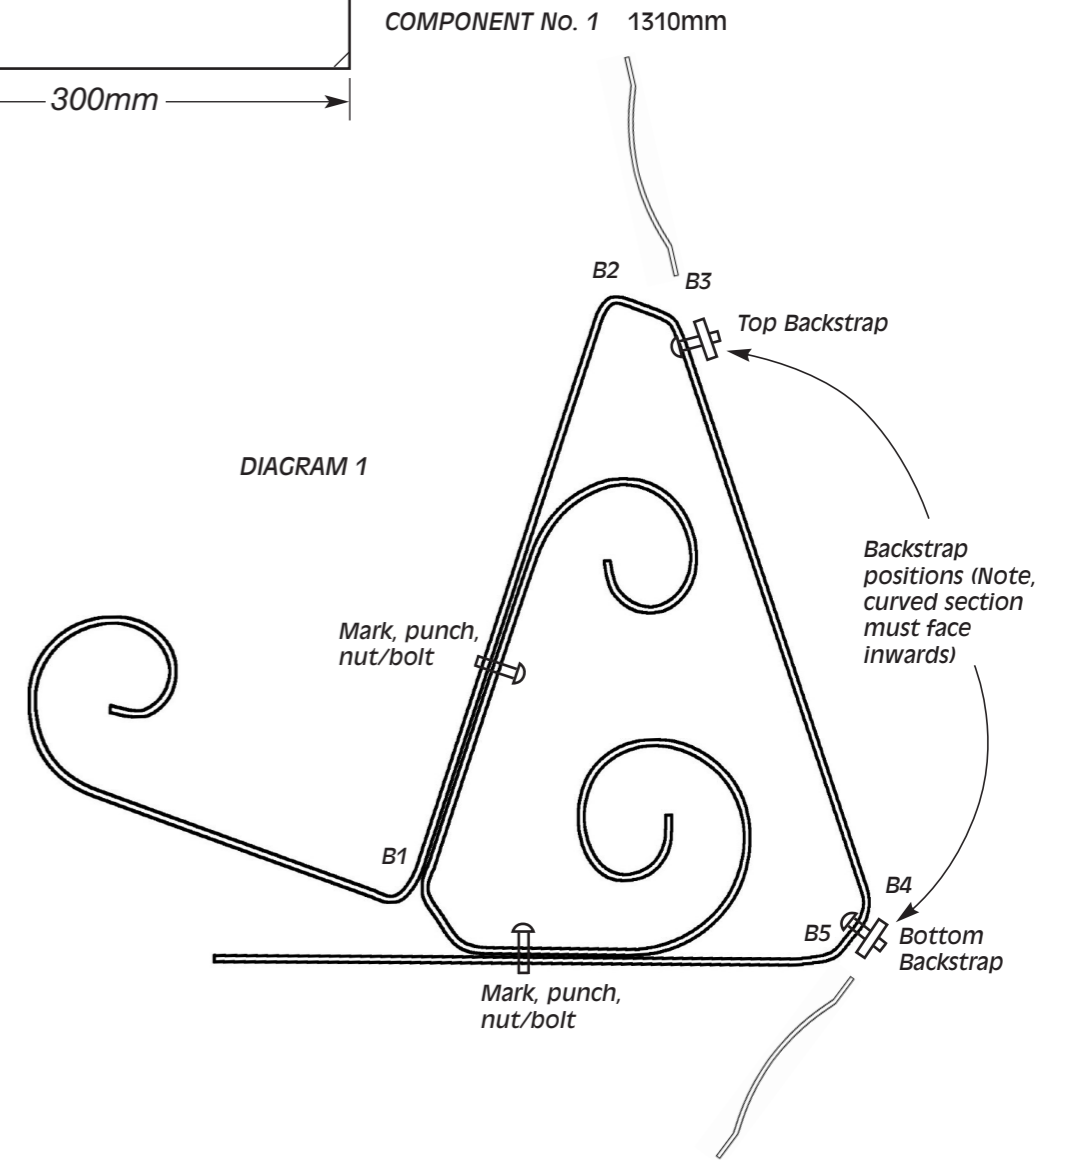 COMPONENT No. 1 1310mm
300mm
B2
B3
Top Backstrap
DIAGRAM 1
Backstrap
positions (Note,
curved section
must face
inwards)
Mark, punch,
nut/bolt
B1
B4
B5
Bottom
Backstrap
Mark, punch,
nut/bolt